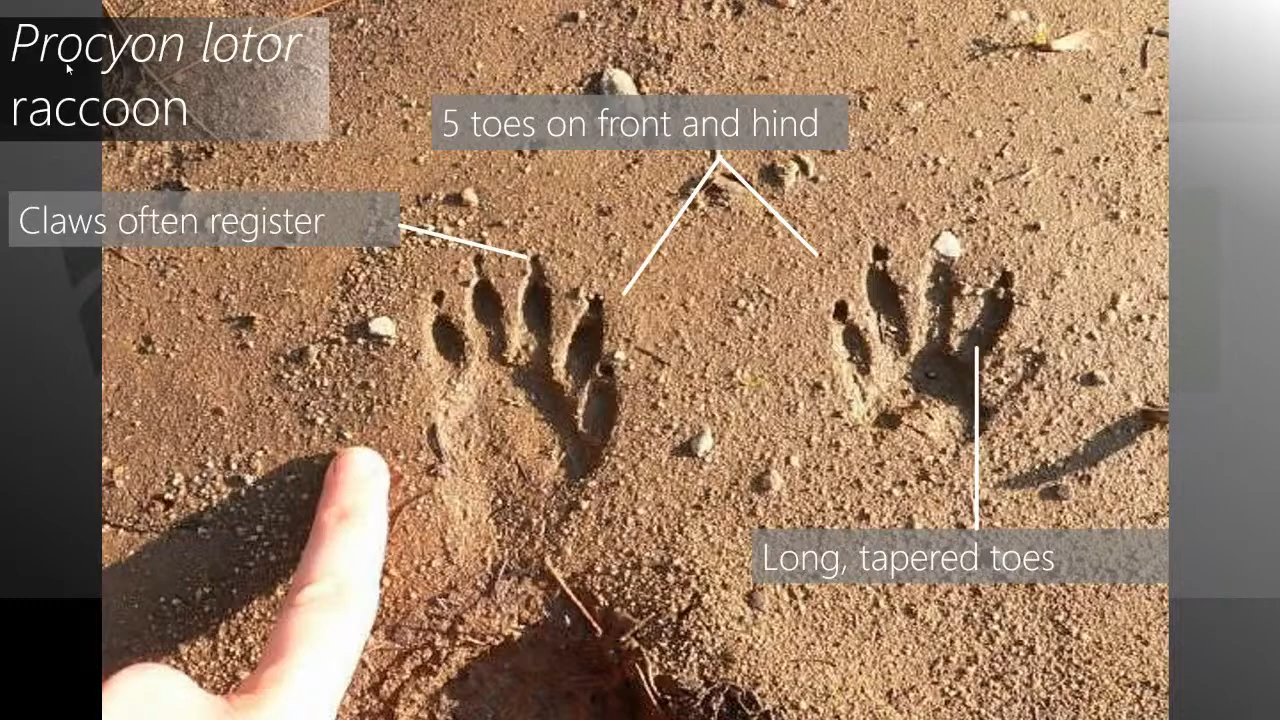 Procyon lotor
raccoon
5 toes on front and hind
Claws often register
Long, tapered toes